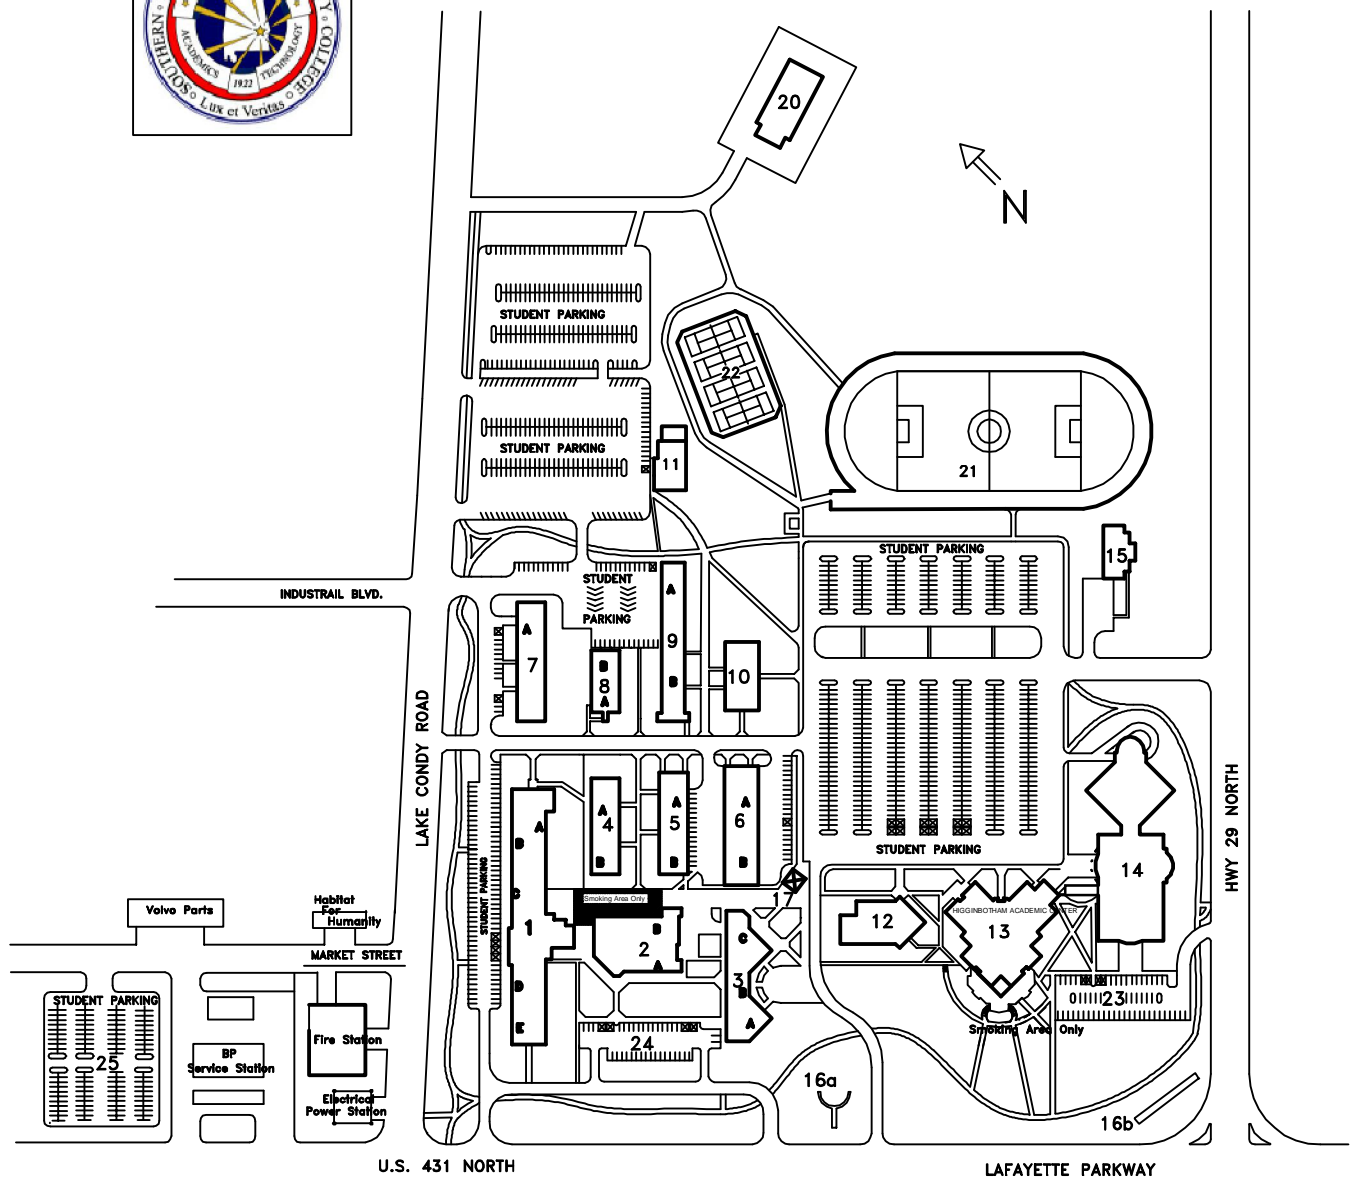 SOUTHERN
Y COLLEGE
ACADEMICS
TECHNOLOGY
1922
Lux et Veritas
20
N
STUDENT PARKING
22
STUDENT PARKING
11
21
STUDENT PARKING
15
INDUSTRAIL BLVD.
STUDENT
PARKING
A
7
B
8
A
A
9
B
10
LAKE CONDY ROAD
HWY 29 NORTH
A
B
C
1
D
E
STUDENT PARKING
A
4
B
A
5
B
A
6
B
STUDENT PARKING
14
17
Smoking Area Only
B
2
A
C
3
B
A
12
HIGGINBOTHAM ACADEMIC CENTER
13
Volvo Parts
Habitat
For
Humanity
MARKET STREET
STUDENT PARKING
25
BP
Service Station
Fire Station
Electrical
Power Station
24
23
Smoking Area Only
16a
16b
U.S. 431 NORTH
LAFAYETTE PARKWAY